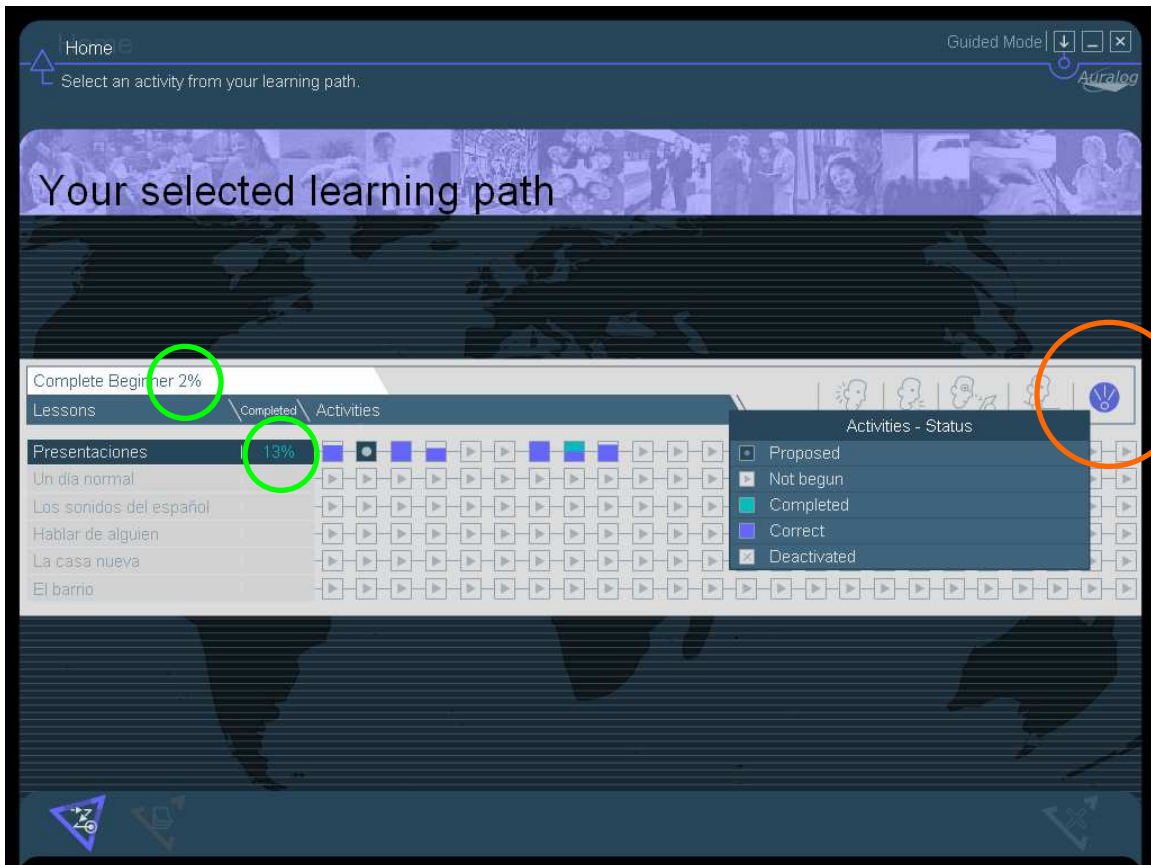 Home
Guided Mode
Select an activity from your learning path.
Auralog
Your selected learning path
Complete Beginner 2%
Lessons Completed Activities
Activities - Status
Presentaciones 13%
Proposed
Un día normal
Not begun
Los sonidos del español
Completed
Hablar de alguien
Correct
La casa nueva
Deactivated
El barrio